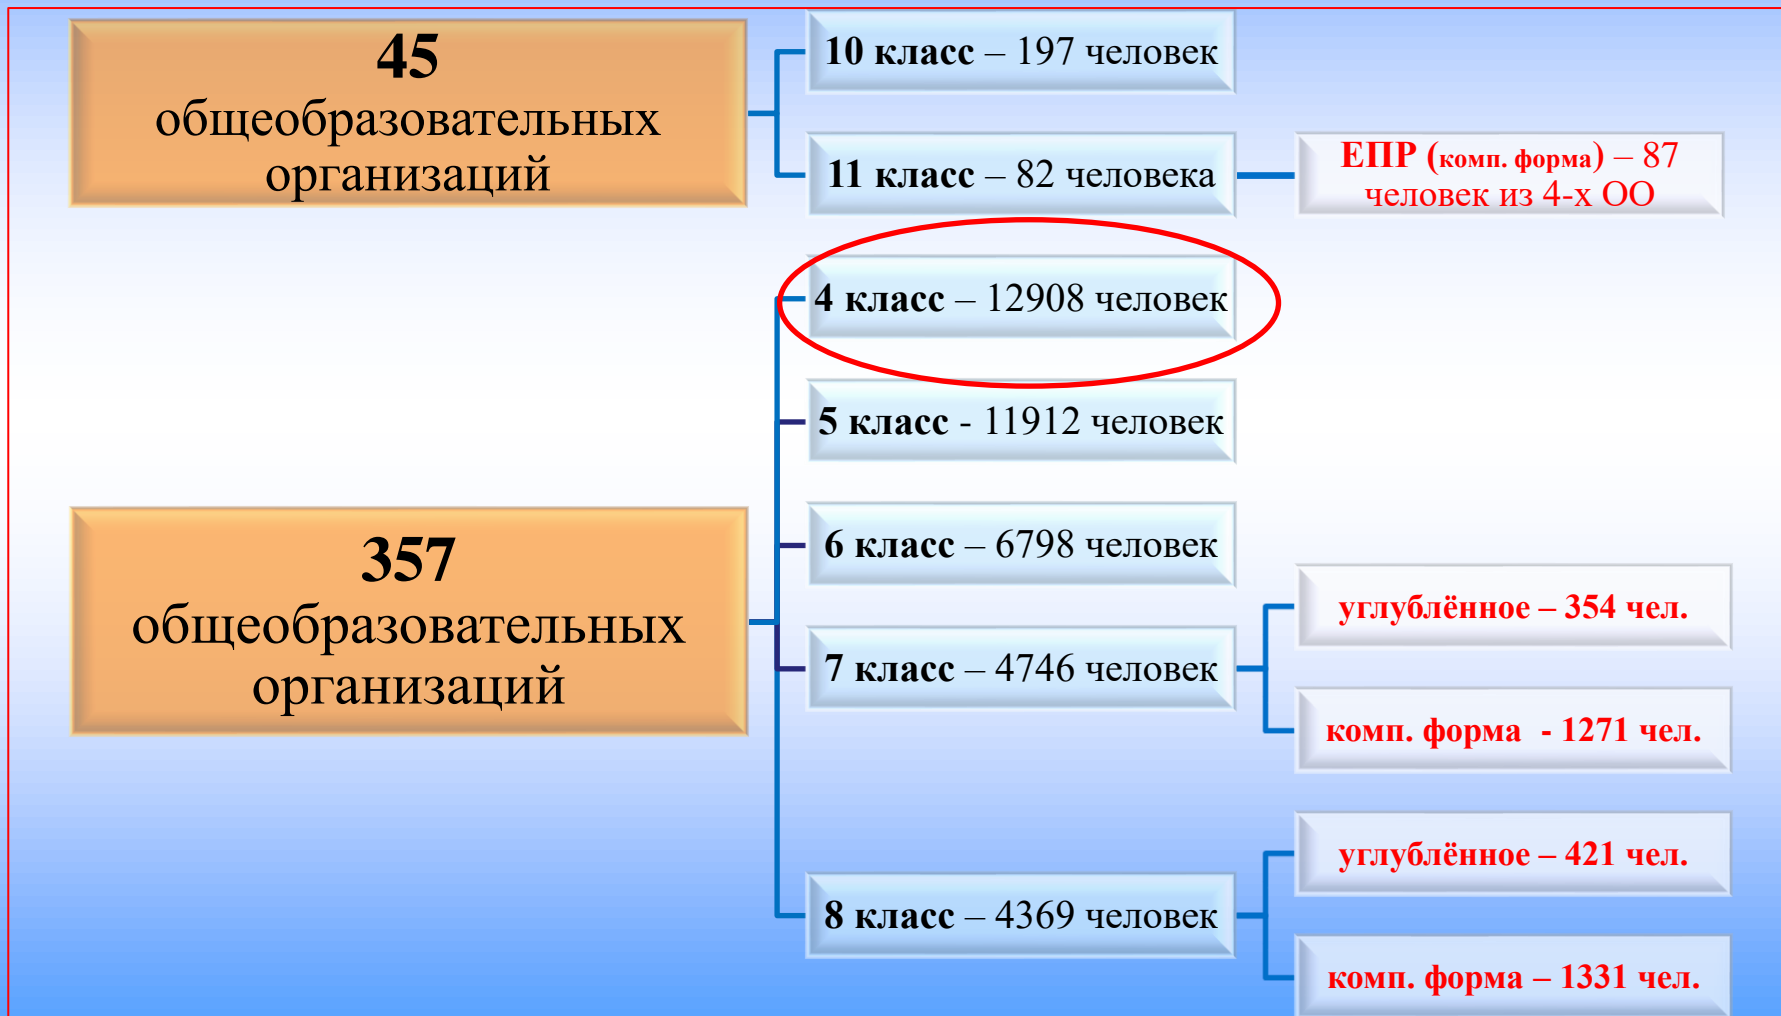 45
общеобразовательных
организаций
10 класс – 197 человек
11 класс – 82 человека
ЕПР (комп. форма) – 87
человек из 4-х ОО
357
общеобразовательных
организаций
4 класс – 12908 человек
5 класс - 11912 человек
6 класс – 6798 человек
7 класс – 4746 человек
углублённое – 354 чел.
комп. форма - 1271 чел.
8 класс – 4369 человек
углублённое – 421 чел.
комп. форма – 1331 чел.